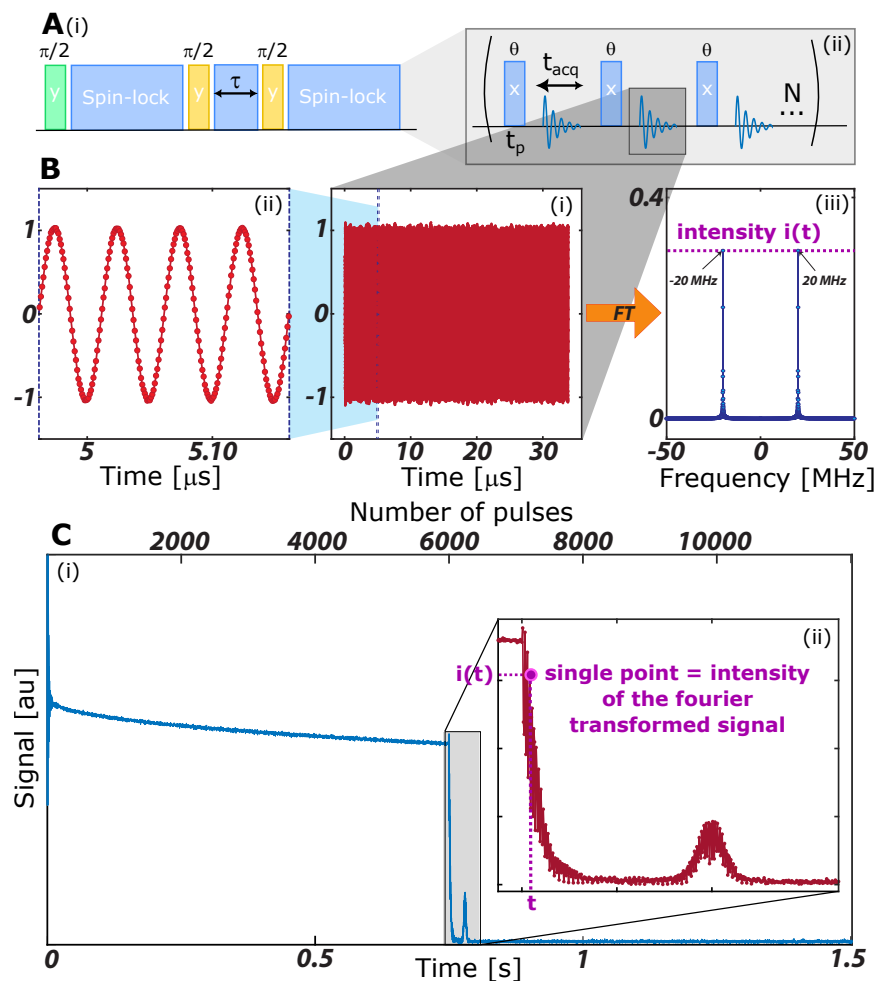 A (i)
π/2 π/2 π/2
y Spin-lock y τ y Spin-lock
(ii)
θ θ θ
t_acq
x x x N
...
t_p
B
(ii)
1
0
-1
5 5.10
Time [μs]
(i)
1
0
-1
0 10 20 30
Time [μs]
FT
(iii)
0.4
intensity i(t)
-20 MHz 20 MHz
0
-50 0 50
Frequency [MHz]
Number of pulses
C
2000 4000 6000 8000 10000
(i)
Signal [au]
(ii)
i(t) single point = intensity
of the fourier
transformed signal
t
0 0.5 1 1.5
Time [s]